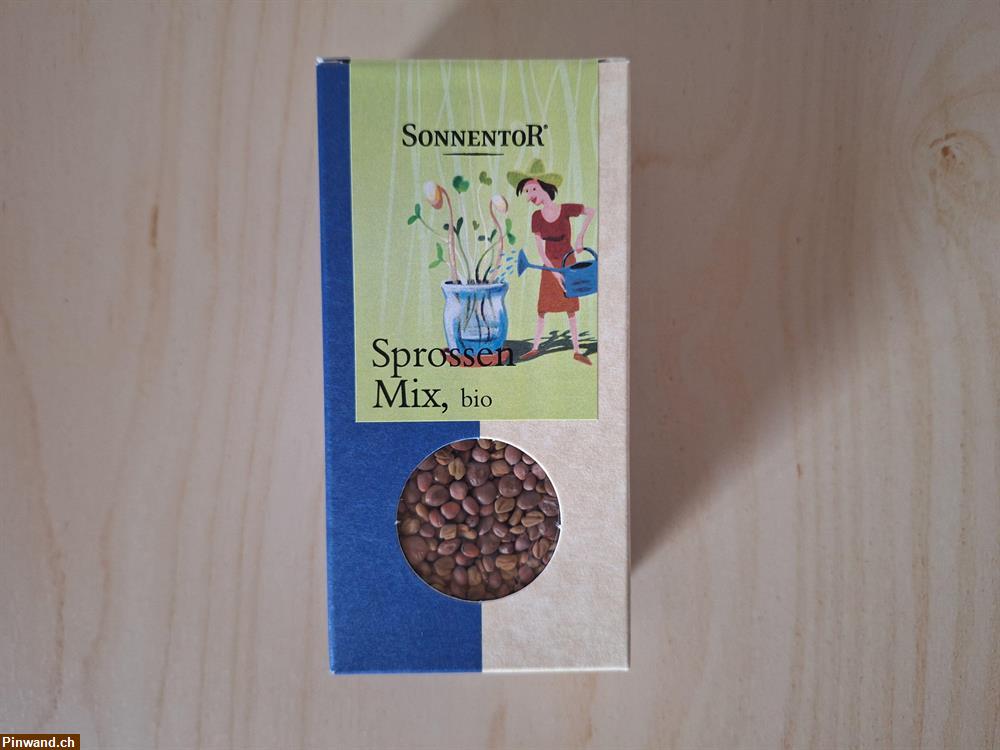 SONNENTOR®
Sprossen
Mix, bio
Pinwand.ch